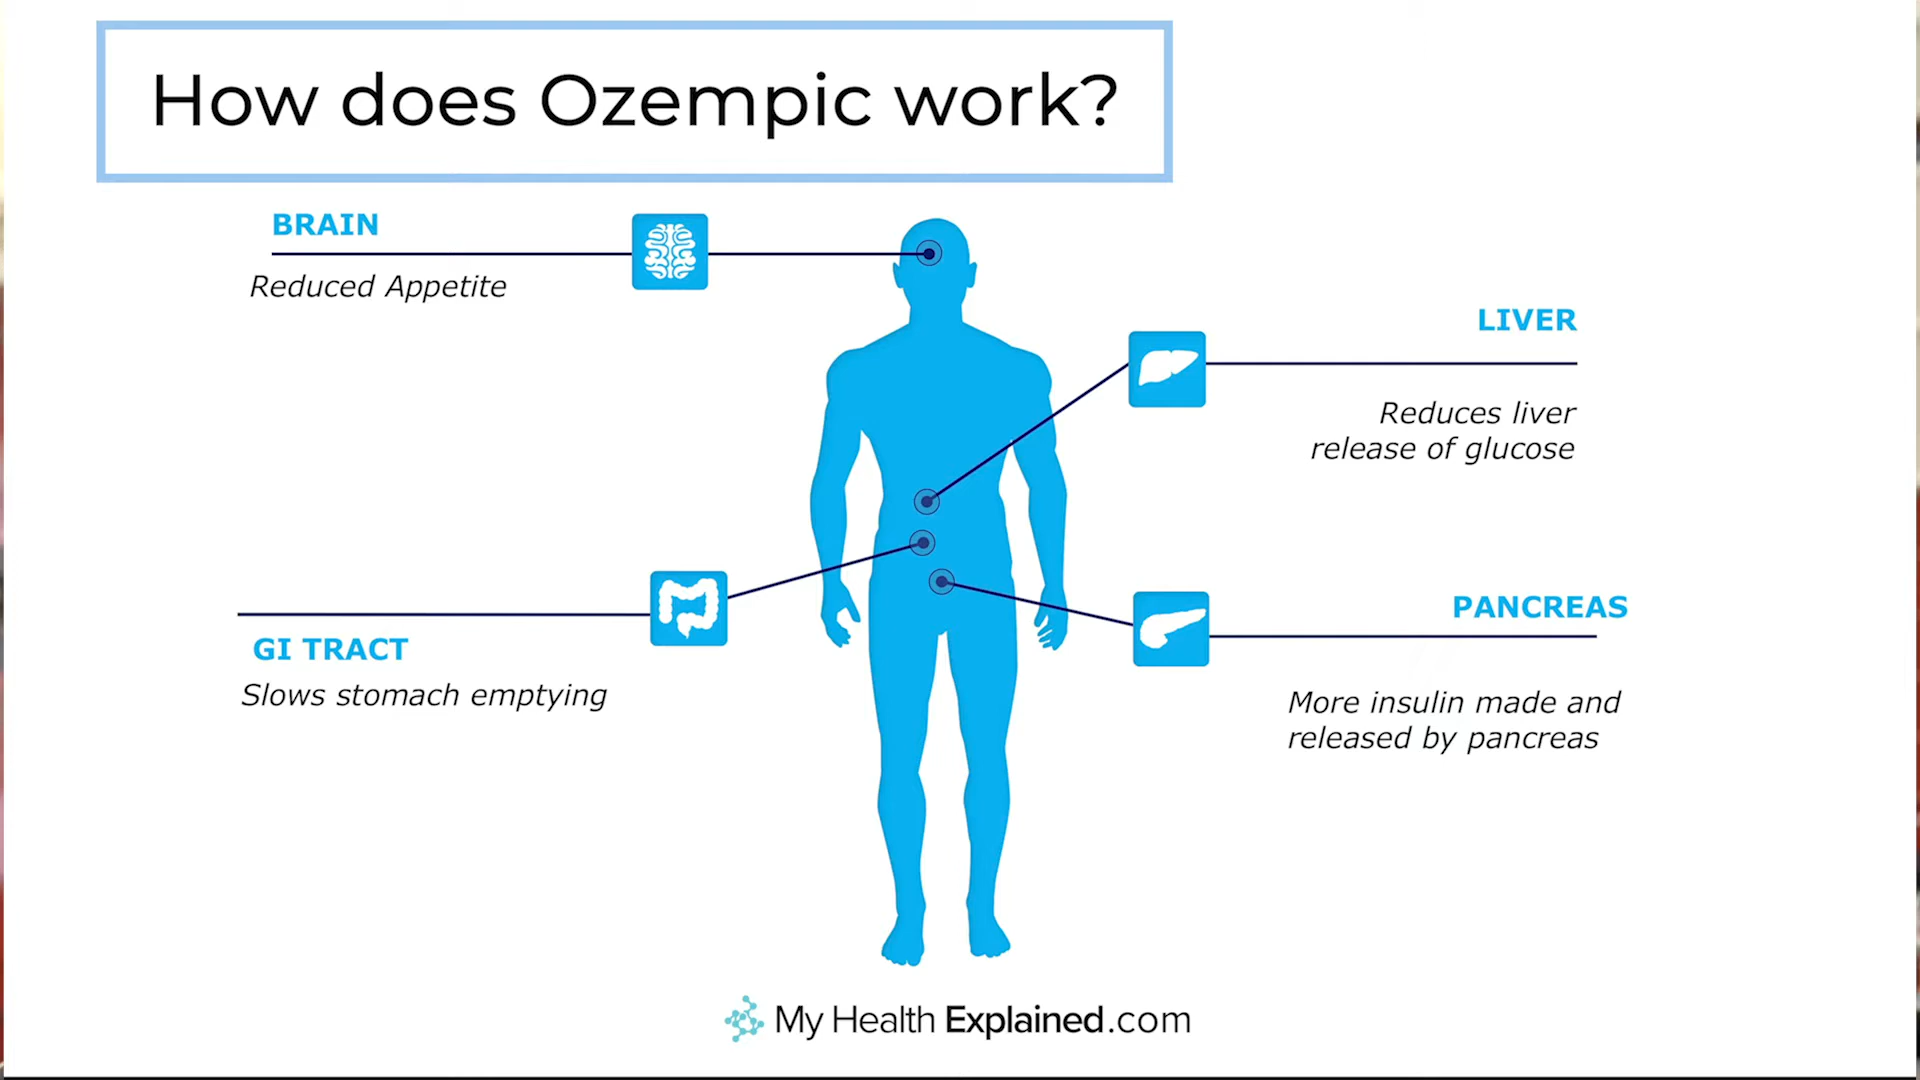 How does Ozempic work?
BRAIN
Reduced Appetite
LIVER
Reduces liver
release of glucose
GI TRACT
Slows stomach emptying
PANCREAS
More insulin made and
released by pancreas
My Health Explained.com